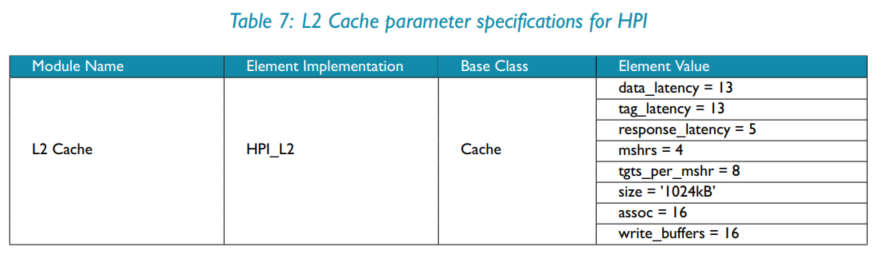 Table 7: L2 Cache parameter specifications for HPI
Module Name Element Implementation Base Class Element Value
L2 Cache HPI_L2 Cache
data_latency = 13
tag_latency = 13
response_latency = 5
mshrs = 4
tgts_per_mshr = 8
size = '1024kB'
assoc = 16
write_buffers = 16